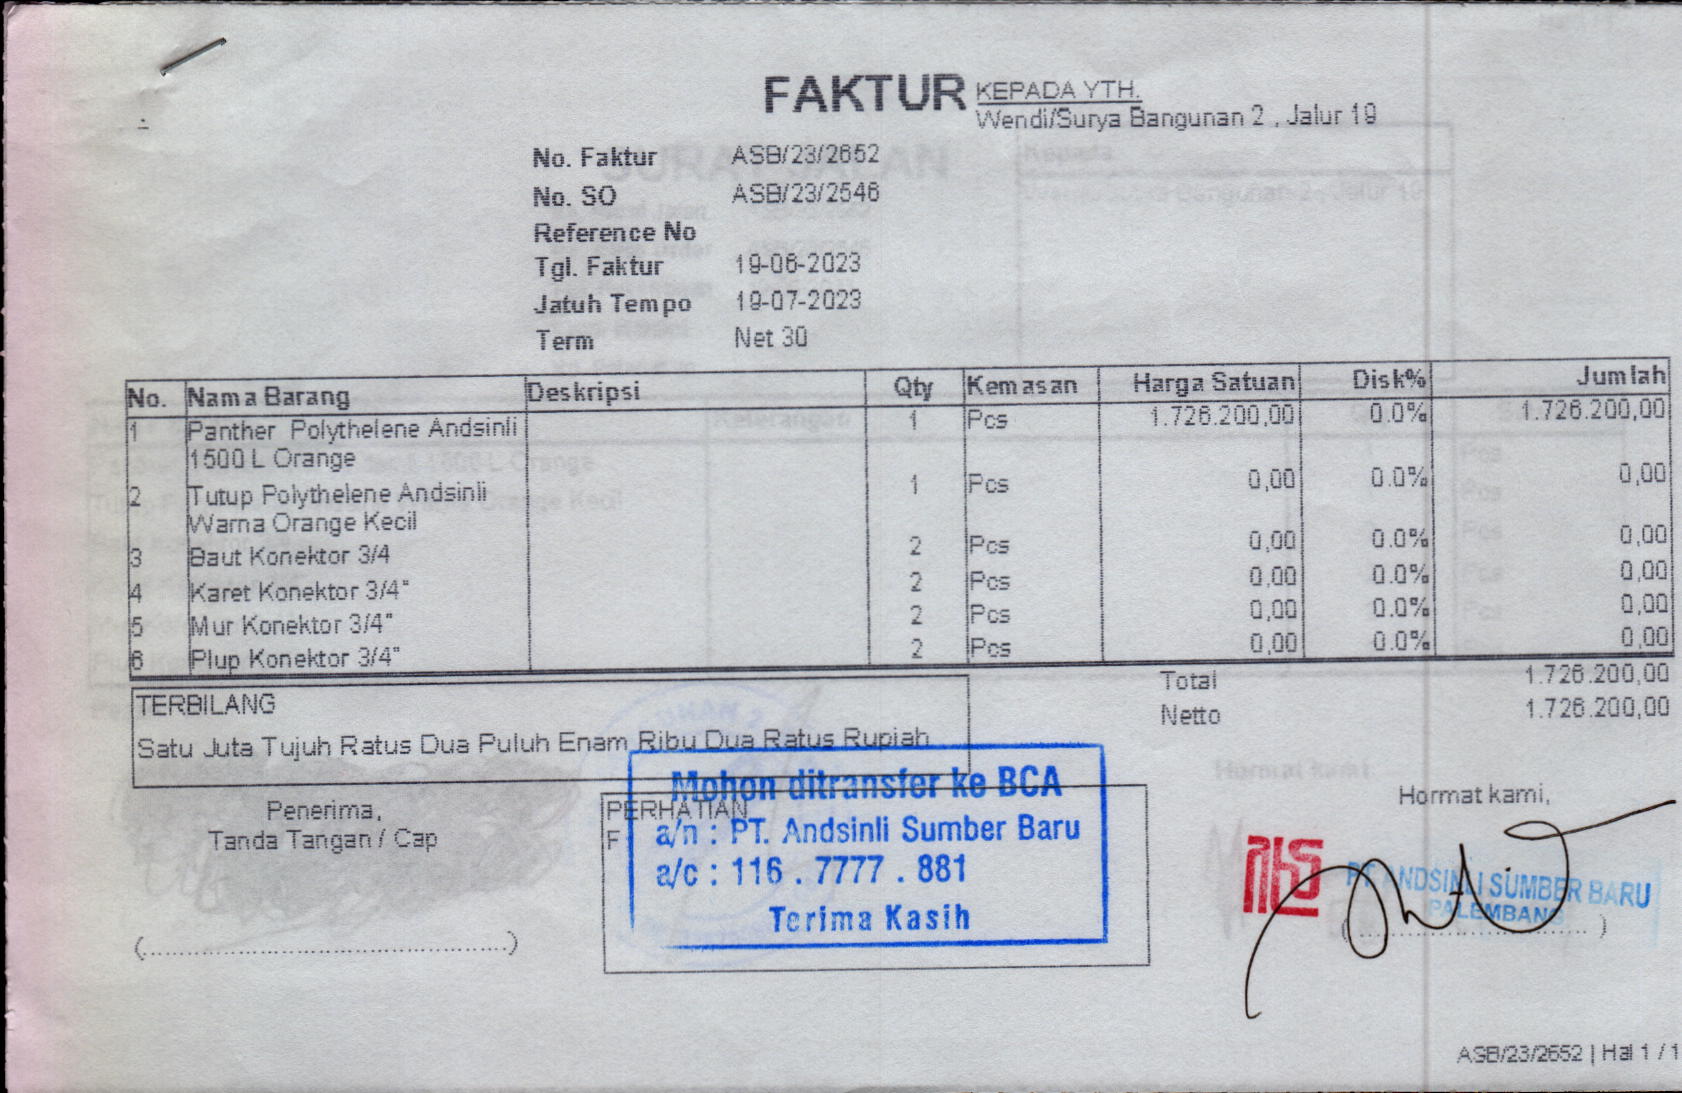 FAKTUR
KEPADA YTH.
Wendi/Surya Bangunan 2 , Jalur 19
No. Faktur ASB/23/2652
No. SO ASB/23/2546
Reference No
Tgl. Faktur 19-06-2023
Jatuh Tempo 19-07-2023
Term Net 30
No. Nama Barang Deskripsi Qty Kemasan Harga Satuan Disk% Jumlah
1 Panther Polythelene Andsinli 1 Pcs 1.726.200,00 0.0% 1.726.200,00
1500 L Orange
2 Tutup Polythelene Andsinli 1 Pcs 0,00 0.0% 0,00
Warna Orange Kecil
3 Baut Konektor 3/4 2 Pcs 0,00 0.0% 0,00
4 Karet Konektor 3/4" 2 Pcs 0,00 0.0% 0,00
5 Mur Konektor 3/4" 2 Pcs 0,00 0.0% 0,00
6 Plup Konektor 3/4" 2 Pcs 0,00 0.0% 0,00
Total 1.726.200,00
Netto 1.726.200,00
TERBILANG
Satu Juta Tujuh Ratus Dua Puluh Enam Ribu Dua Ratus Rupiah
Penerima,
Tanda Tangan / Cap
(....................................)
PERHATIAN
Mohon ditransfer ke BCA
a/n : PT. Andsinli Sumber Baru
a/c : 116 . 7777 . 881
Terima Kasih
Hormat kami,
PT ANDSINLI SUMBER BARU
PALEMBANG
ASB/23/2652 | Hal 1 / 1